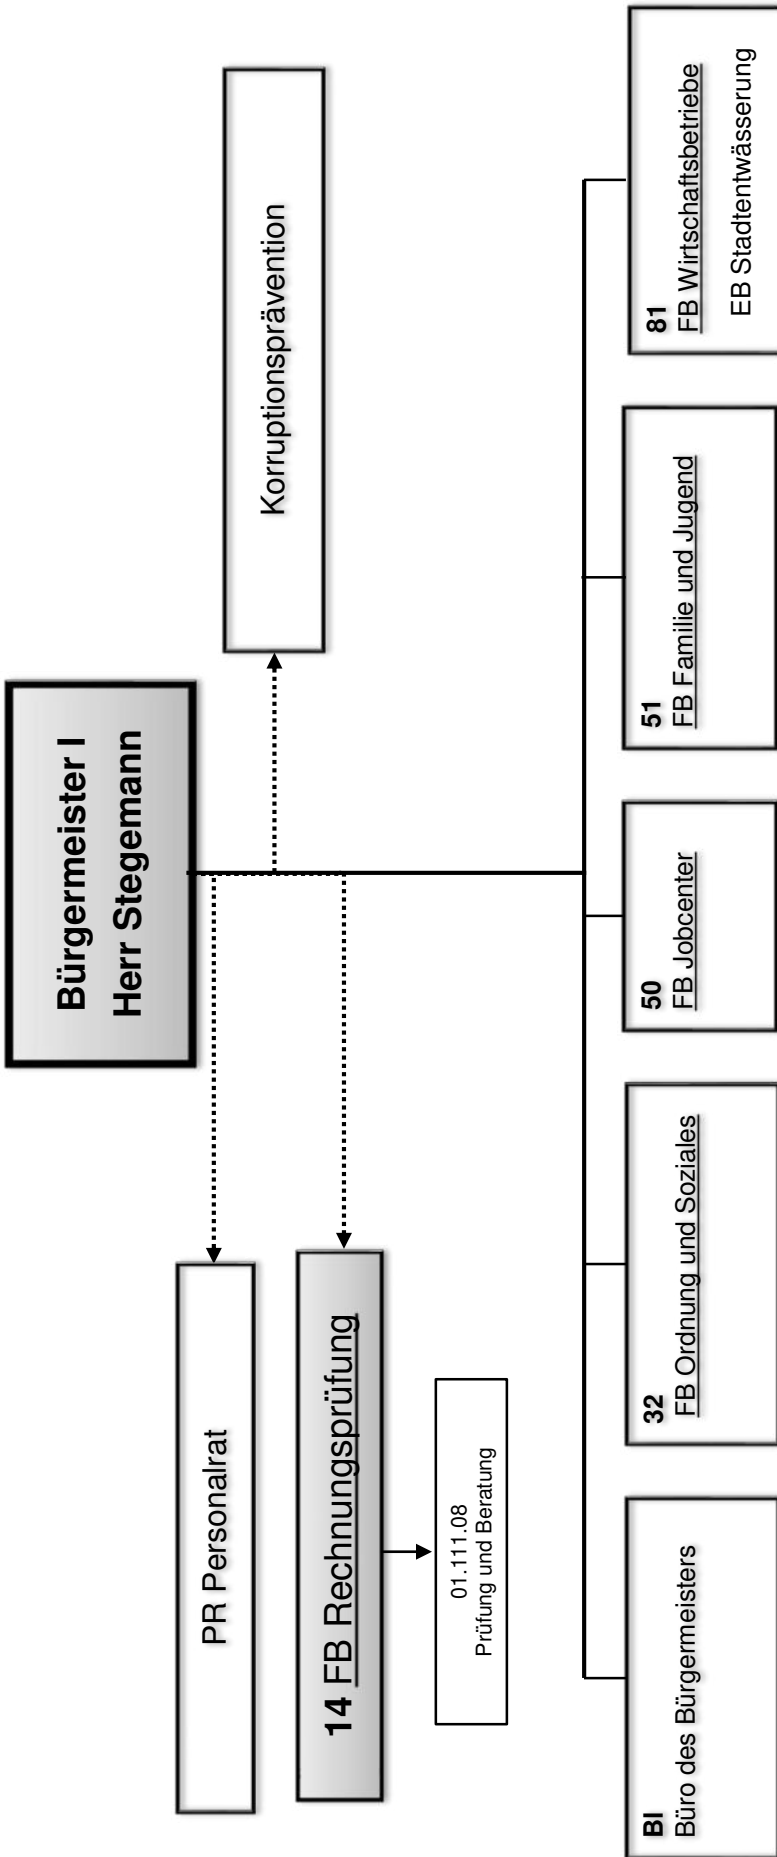 Bürgermeister I
Herr Stegemann
PR Personalrat
Korruptionsprävention
14 FB Rechnungsprüfung
01.111.08
Prüfung und Beratung
BI
Büro des Bürgermeisters
32
FB Ordnung und Soziales
50
FB Jobcenter
51
FB Familie und Jugend
81
FB Wirtschaftsbetriebe
EB Stadtentwässerung